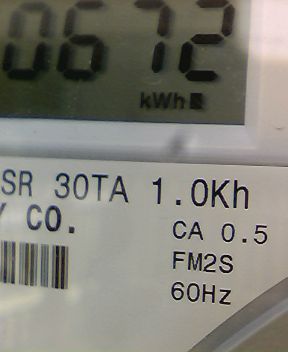 0672
kWh
SR 30TA 1.0Kh
Y CO.
CA 0.5
FM2S
60Hz